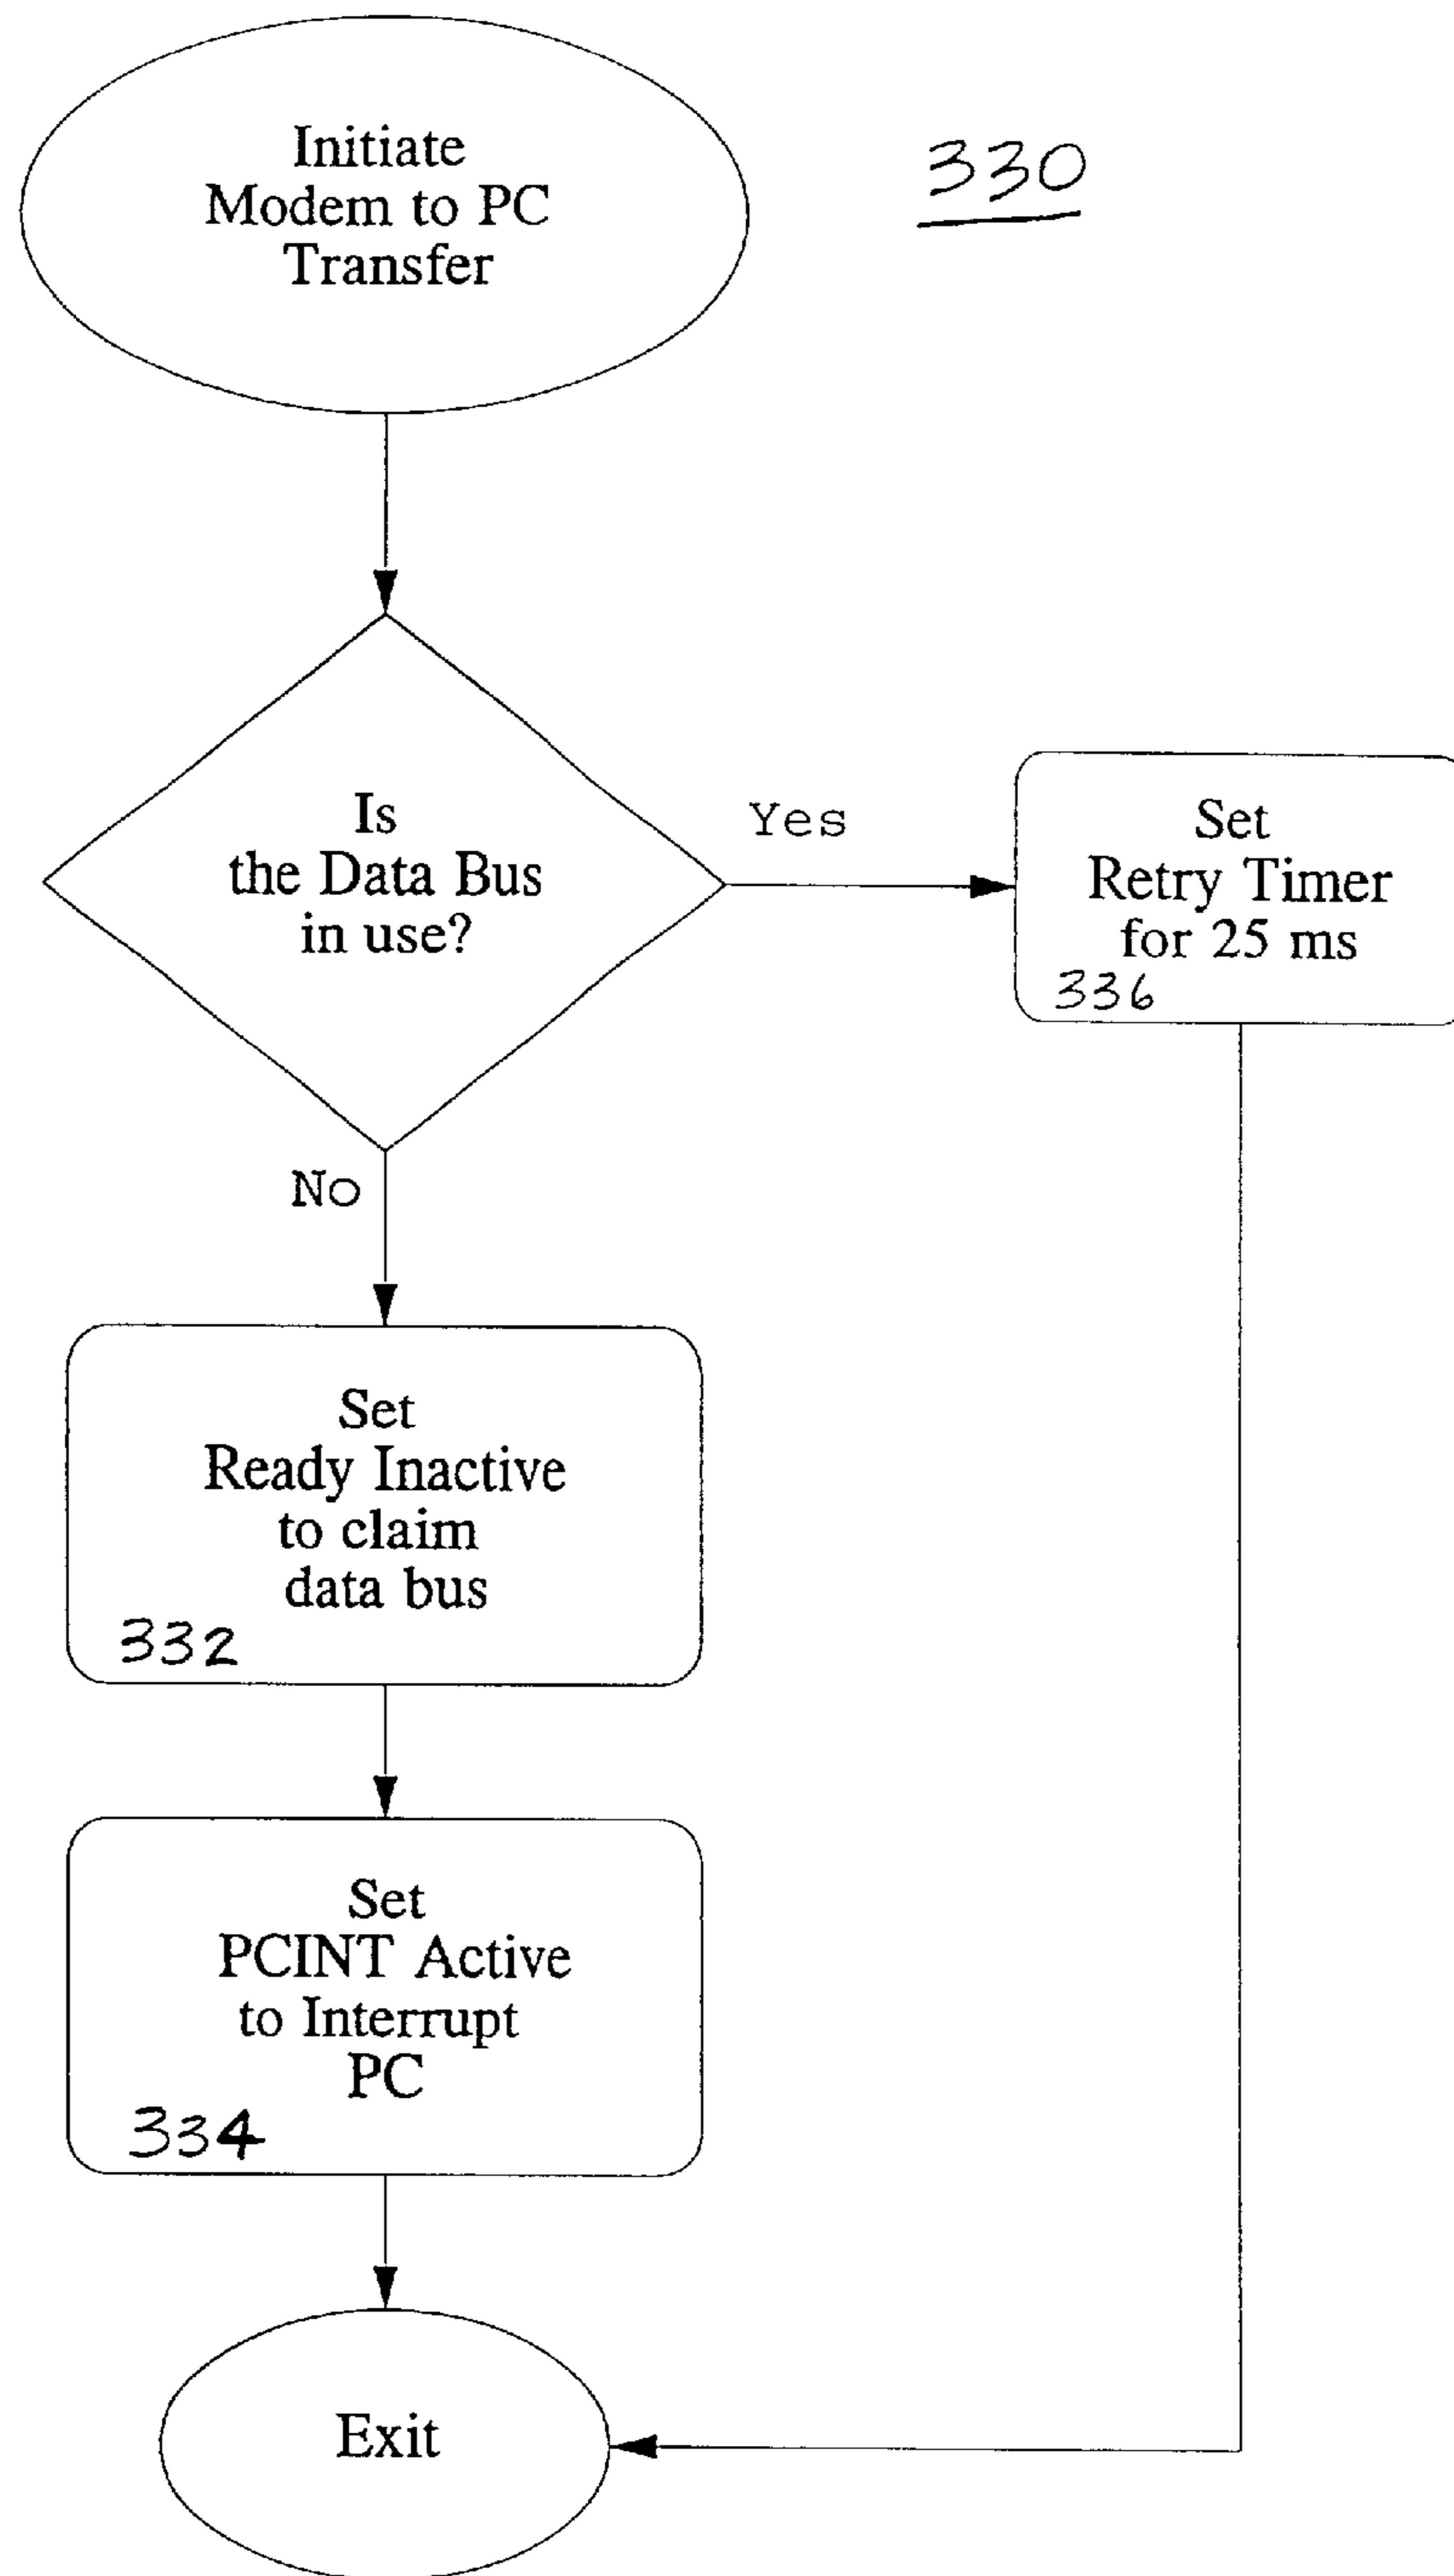 Initiate
Modem to PC
Transfer
330
Is
the Data Bus
in use?
Yes
Set
Retry Timer
for 25 ms
336
No
Set
Ready Inactive
to claim
data bus
332
Set
PCINT Active
to Interrupt
PC
334
Exit